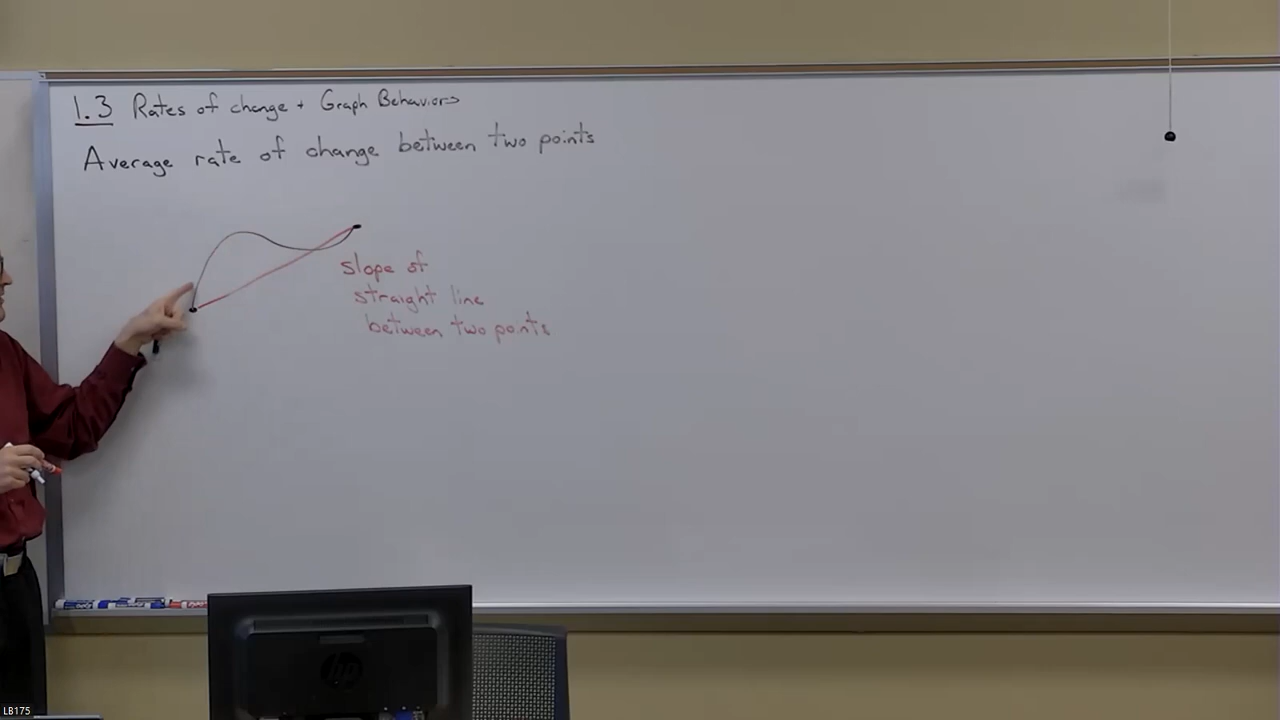 1.3 Rates of change + Graph Behaviors
Average rate of change between two points
slope of
straight line
between two points
hp
LB175